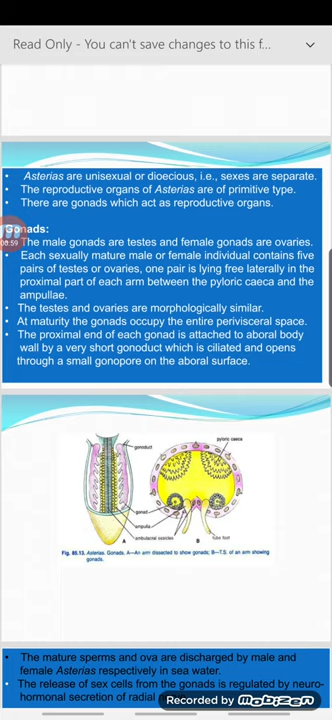 Read Only - You can't save changes to this f...
• Asterias are unisexual or dioecious, i.e., sexes are separate.
• The reproductive organs of Asterias are of primitive type.
• There are gonads which act as reproductive organs.
Gonads:
00:59
The male gonads are testes and female gonads are ovaries.
• Each sexually mature male or female individual contains five
pairs of testes or ovaries, one pair is lying free laterally in the
proximal part of each arm between the pyloric caeca and the
ampullae.
• The testes and ovaries are morphologically similar.
• At maturity the gonads occupy the entire perivisceral space.
• The proximal end of each gonad is attached to aboral body
wall by a very short gonoduct which is ciliated and opens
through a small gonopore on the aboral surface.
pyloric caeca
gonoduct
gonad
ampulla
ambulacral ossicles
tube foot
A
B
Fig. 85.13. Asterias. Gonads. A—An arm dissected to show gonads; B—T.S. of an arm showing
gonads.
• The mature sperms and ova are discharged by male and
female Asterias respectively in sea water.
• The release of sex cells from the gonads is regulated by neuro-
hormonal secretion of radial
RECORDED BY
MOBIZEN